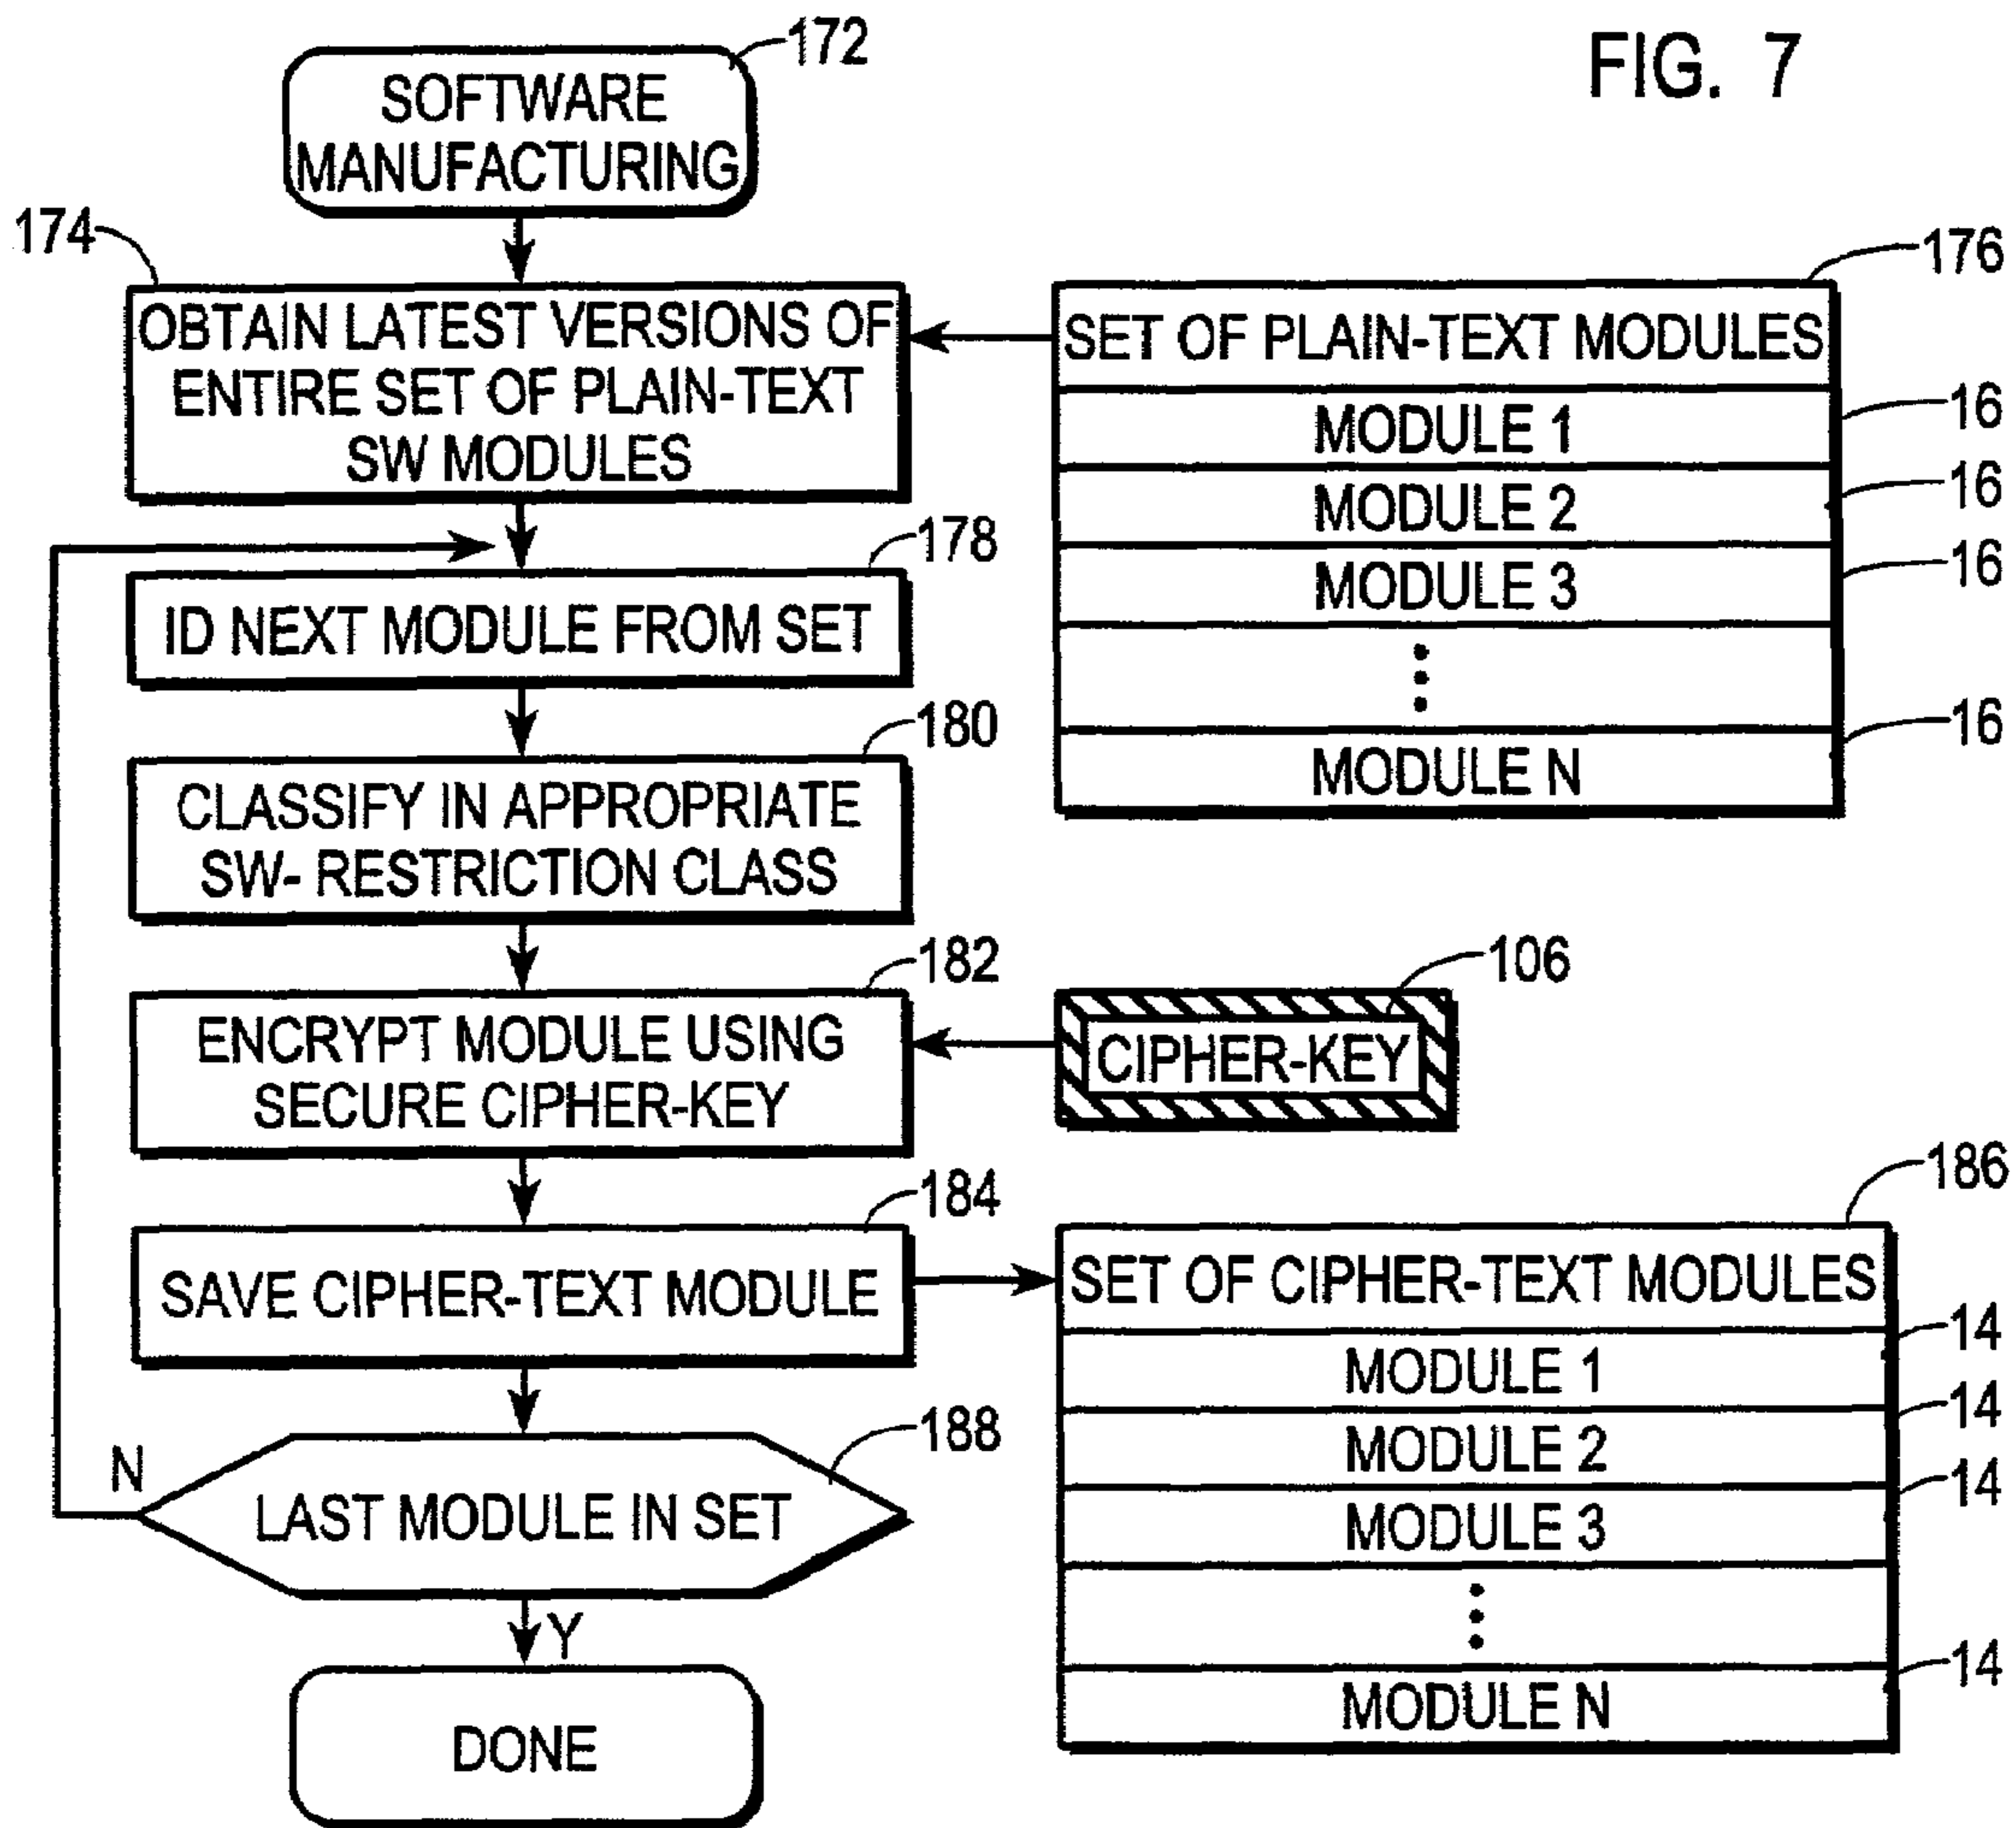 FIG. 7
172
SOFTWARE
MANUFACTURING
174
OBTAIN LATEST VERSIONS OF
ENTIRE SET OF PLAIN-TEXT
SW MODULES
176
SET OF PLAIN-TEXT MODULES
MODULE 1
16
MODULE 2
16
MODULE 3
16
MODULE N
16
178
ID NEXT MODULE FROM SET
180
CLASSIFY IN APPROPRIATE
SW- RESTRICTION CLASS
182
ENCRYPT MODULE USING
SECURE CIPHER-KEY
106
CIPHER-KEY
184
SAVE CIPHER-TEXT MODULE
186
SET OF CIPHER-TEXT MODULES
MODULE 1
14
MODULE 2
14
MODULE 3
14
MODULE N
14
188
N
LAST MODULE IN SET
Y
DONE